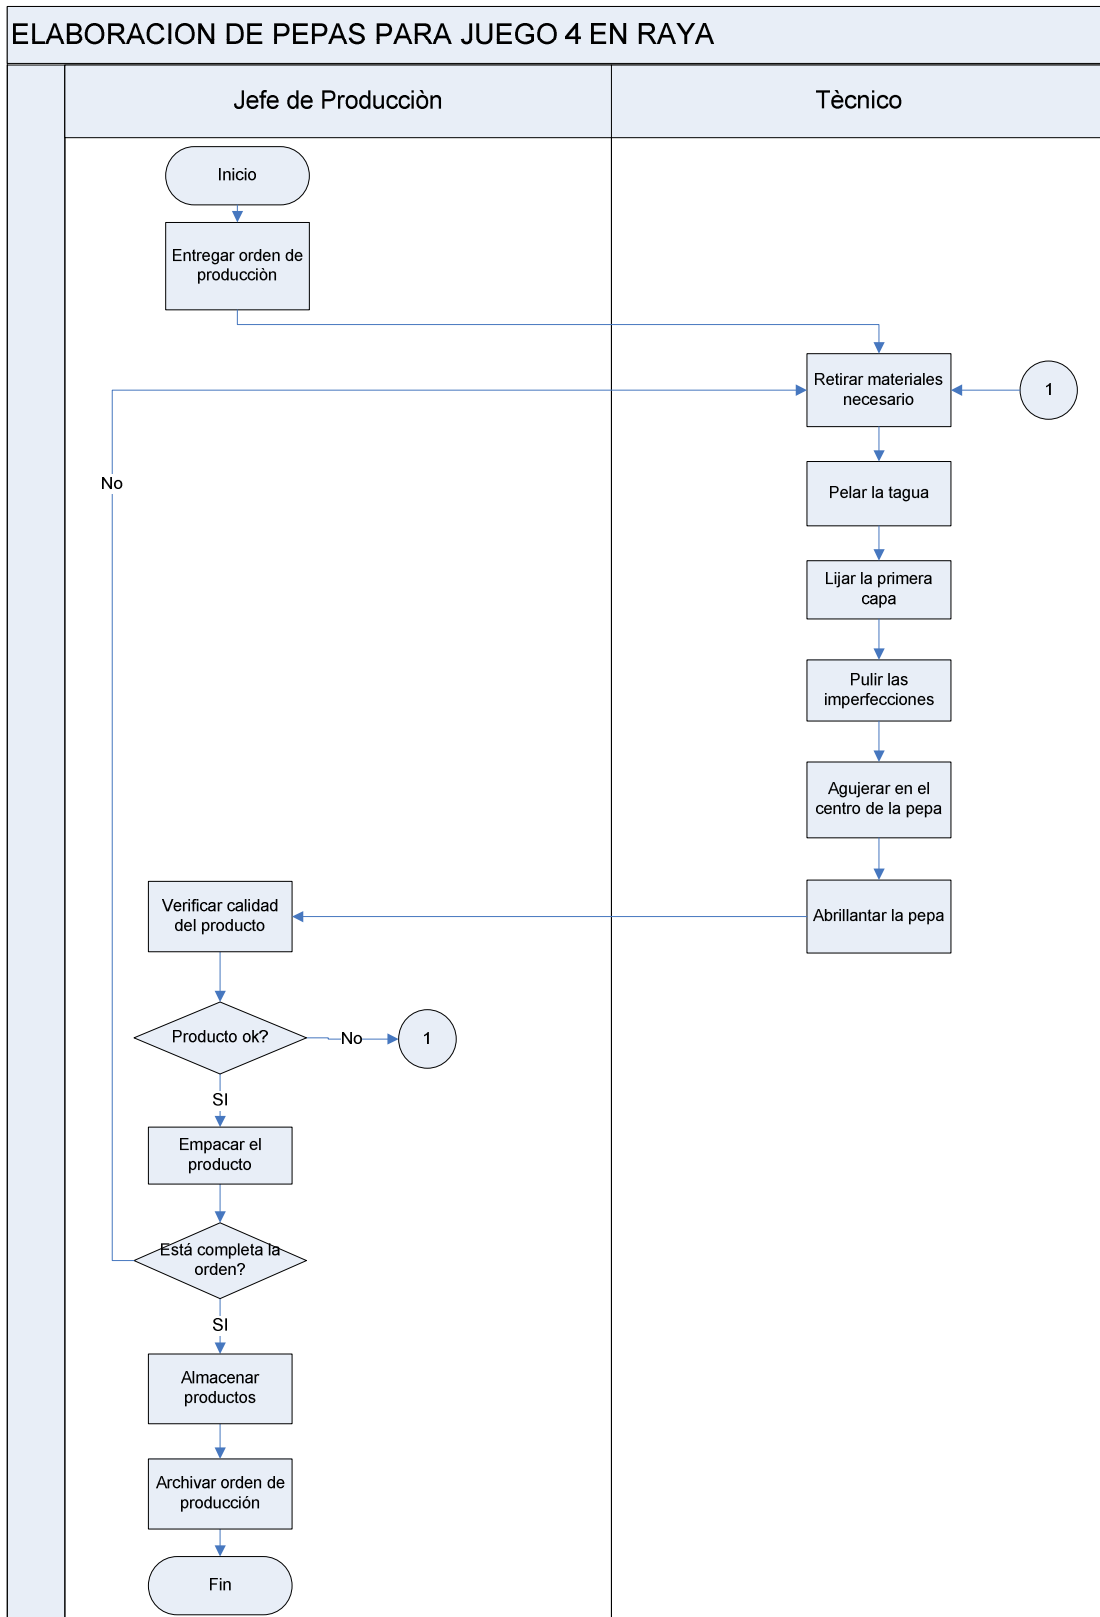 ELABORACION DE PEPAS PARA JUEGO 4 EN RAYA
Jefe de Producciòn
Tècnico
Inicio
Entregar orden de
producciòn
Retirar materiales
necesario
1
No
Pelar la tagua
Lijar la primera
capa
Pulir las
imperfecciones
Agujerar en el
centro de la pepa
Abrillantar la pepa
Verificar calidad
del producto
Producto ok?
No
1
SI
Empacar el
producto
Está completa la
orden?
SI
Almacenar
productos
Archivar orden de
producción
Fin